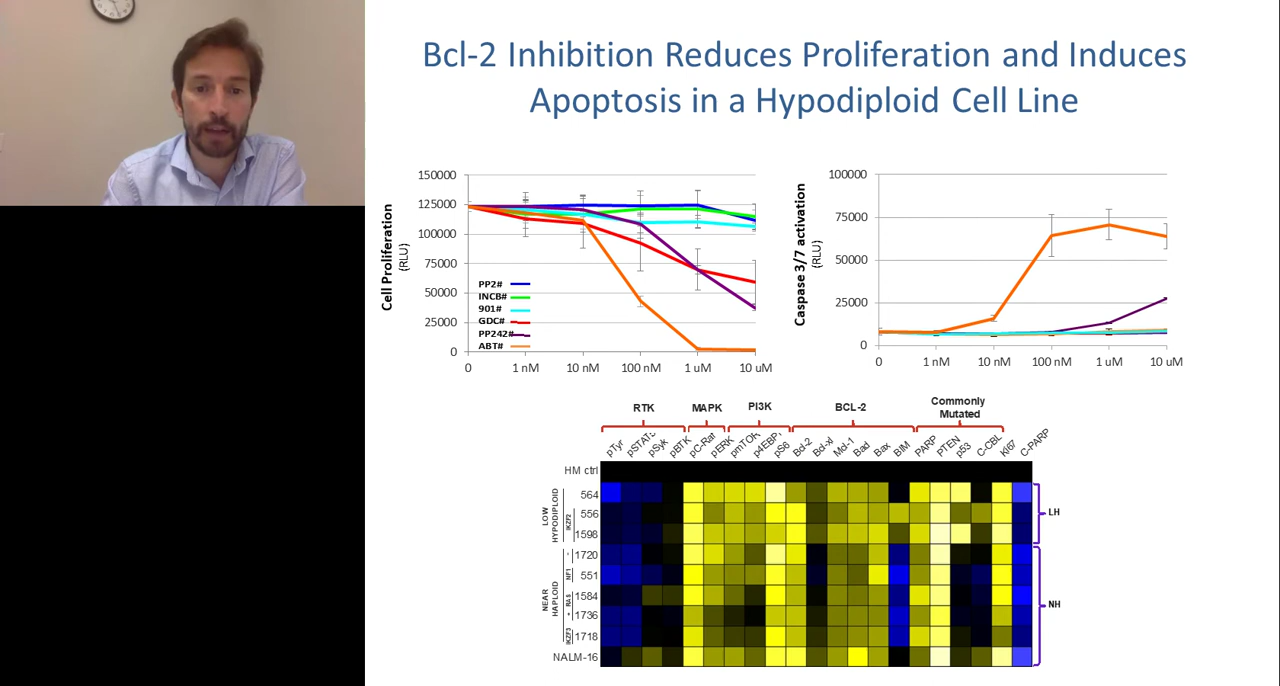 Bcl-2 Inhibition Reduces Proliferation and Induces
Apoptosis in a Hypodiploid Cell Line
Cell Proliferation
(RLU)
150000
125000
100000
75000
50000
25000
0
PP2#
INCB#
901#
GDC#
PP242#
ABT#
0 1 nM 10 nM 100 nM 1 uM 10 uM
Caspase 3/7 activation
(RLU)
100000
75000
50000
25000
0
0 1 nM 10 nM 100 nM 1 uM 10 uM
RTK MAPK PI3K BCL-2 Commonly
Mutated
pTyr pSTAT5 pSyk pBTK pC-Raf pERK pmTOR p4EBP1 pS6 Bcl-2 Bcl-xl Mcl-1 Bad Bax BIM PARP PTEN p53 C-CBL Ki67 C-PARP
HM ctrl
LOW
HYPODIPLOID
IKZF2
564
556
1598
LH
NEAR
HAPLOID
-
NF1
RAS
+
IKZF3
1720
551
1584
1736
1718
NH
NALM-16